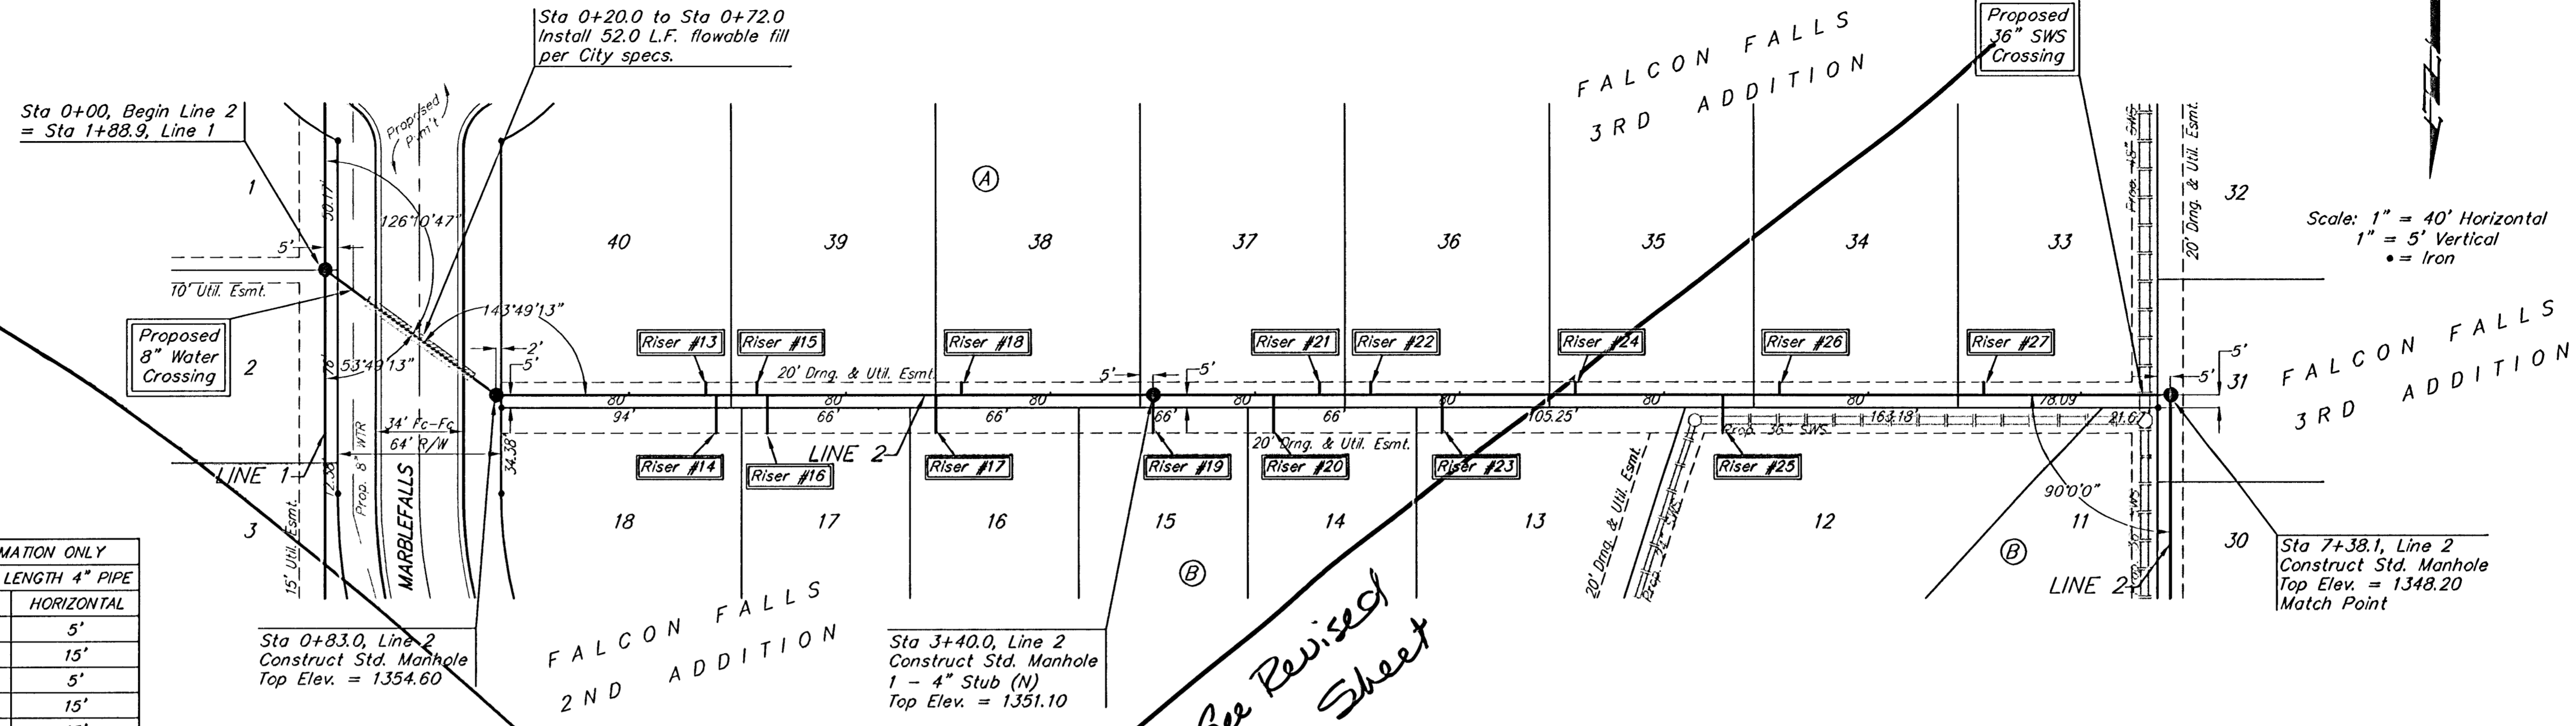 Sta 0+20.0 to Sta 0+72.0
Install 52.0 L.F. flowable fill
per City specs.
Sta 0+00, Begin Line 2
= Sta 1+88.9, Line 1
Proposed
Pvm't
FALCON FALLS
3RD ADDITION
Proposed
36" SWS
Crossing
Prop. 48" SWS
20' Drng. & Util. Esmt.
32
Scale: 1" = 40' Horizontal
1" = 5' Vertical
• = Iron
1
50.17'
126°10'47"
5'
10' Util. Esmt.
A
40
39
38
37
36
35
34
33
Proposed
8" Water
Crossing
2
76'
53°49'13"
143°49'13"
2'
5'
Riser #13
Riser #15
Riser #18
Riser #21
Riser #22
Riser #24
Riser #26
Riser #27
20' Drng. & Util. Esmt.
5'
5'
5'
5'
31
FALCON FALLS
3RD ADDITION
80'
80'
80'
80'
80'
80'
80'
78.09'
94'
66'
66'
66'
66'
105.25'
163.18'
21.67'
34' Fc-Fc
64' R/W
34.38'
LINE 2
20' Drng. & Util. Esmt.
Prop. 36" SWS
LINE 1
12.38'
Prop. 8" WTR
MARBLEFALLS
15' Util. Esmt.
3
Riser #14
Riser #16
Riser #17
Riser #19
Riser #20
Riser #23
Riser #25
18
17
16
15
14
13
12
11
30
20' Drng. & Util. Esmt.
Prop. 24" SWS
90°0'0"
B
B
LINE 2
Sta 7+38.1, Line 2
Construct Std. Manhole
Top Elev. = 1348.20
Match Point
MATION ONLY
LENGTH 4" PIPE
HORIZONTAL
5'
15'
5'
15'
Sta 0+83.0, Line 2
Construct Std. Manhole
Top Elev. = 1354.60
FALCON FALLS
2ND ADDITION
Sta 3+40.0, Line 2
Construct Std. Manhole
1 - 4" Stub (N)
Top Elev. = 1351.10
See Revised
Sheet